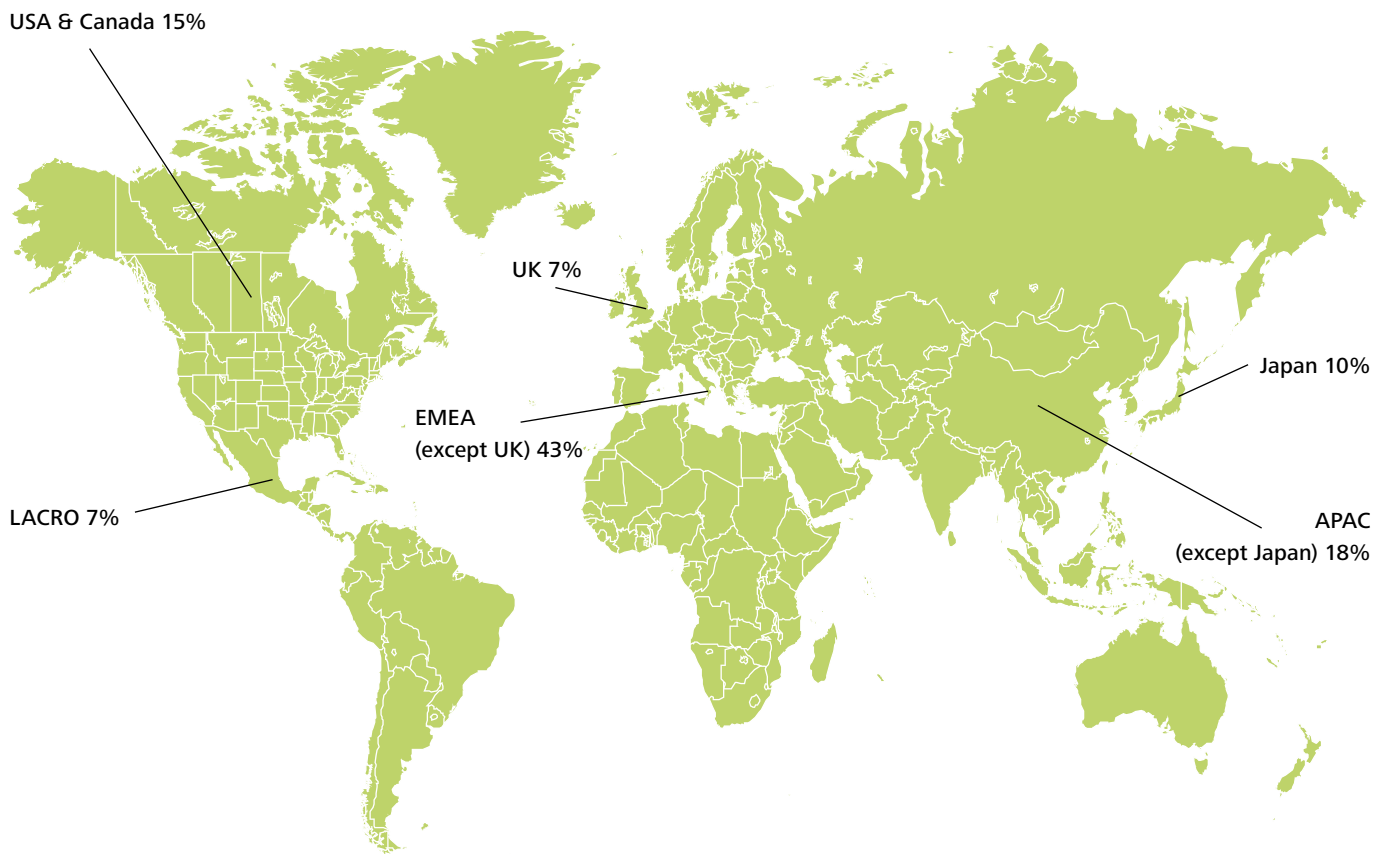 USA & Canada 15%
UK 7%
Japan 10%
EMEA
(except UK) 43%
LACRO 7%
APAC
(except Japan) 18%